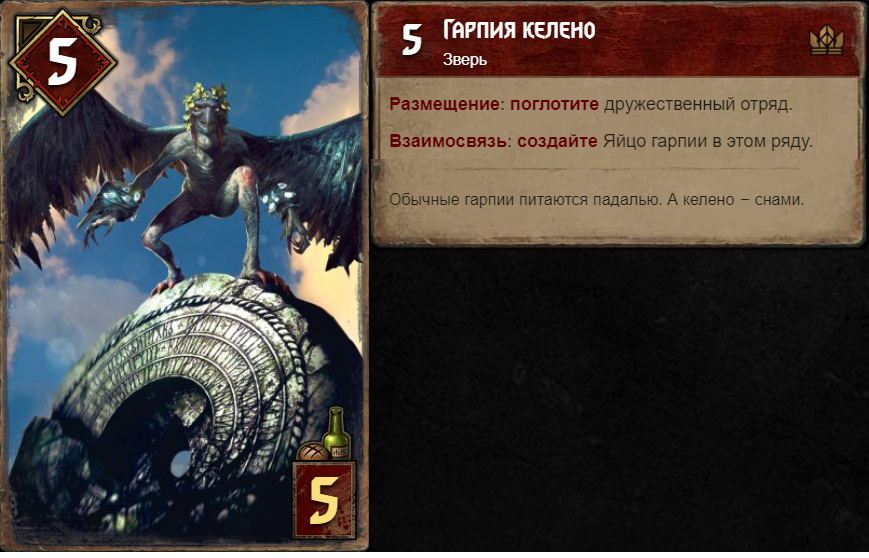 5
5
Гарпия келено
Зверь
Размещение: поглотите дружественный отряд.
Взаимосвязь: создайте Яйцо гарпии в этом ряду.
Обычные гарпии питаются падалью. А келено – снами.
5